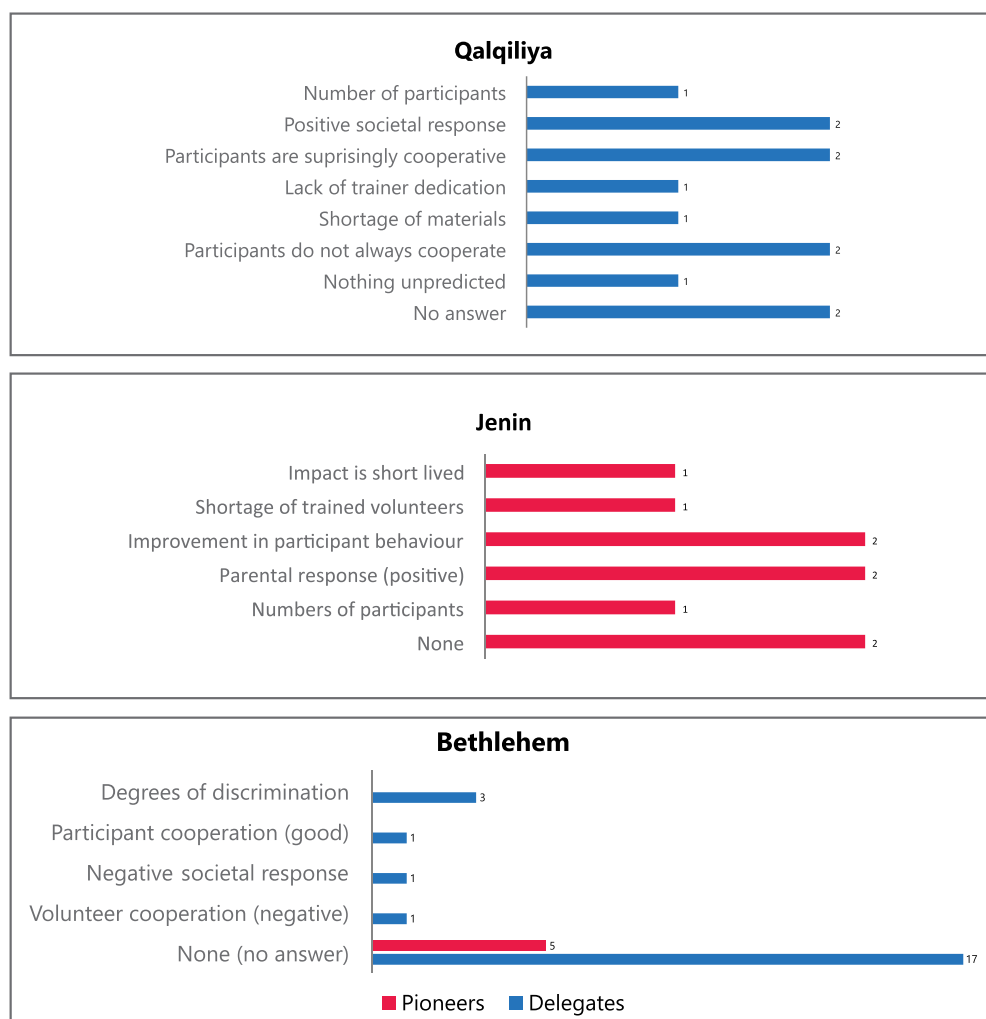 Qalqiliya
Number of participants 1
Positive societal response 2
Participants are suprisingly cooperative 2
Lack of trainer dedication 1
Shortage of materials 1
Participants do not always cooperate 2
Nothing unpredicted 1
No answer 2
Jenin
Impact is short lived 1
Shortage of trained volunteers 1
Improvement in participant behaviour 2
Parental response (positive) 2
Numbers of participants 1
None 2
Bethlehem
Degrees of discrimination 3
Participant cooperation (good) 1
Negative societal response 1
Volunteer cooperation (negative) 1
None (no answer) 5
17
Pioneers Delegates